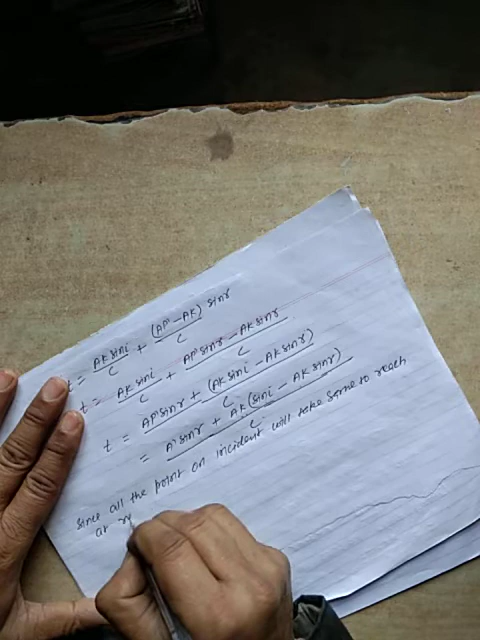 t = AK sini / C + (AP' - AK) sinr / C
t = AK sini / C + AP' sinr - AK sinr / C
t = AP' sinr + (AK sini - AK sinr) / C
= A' sinr + AK (sini - AK sinr) / C
Since all the point on incident will take same to reach
at